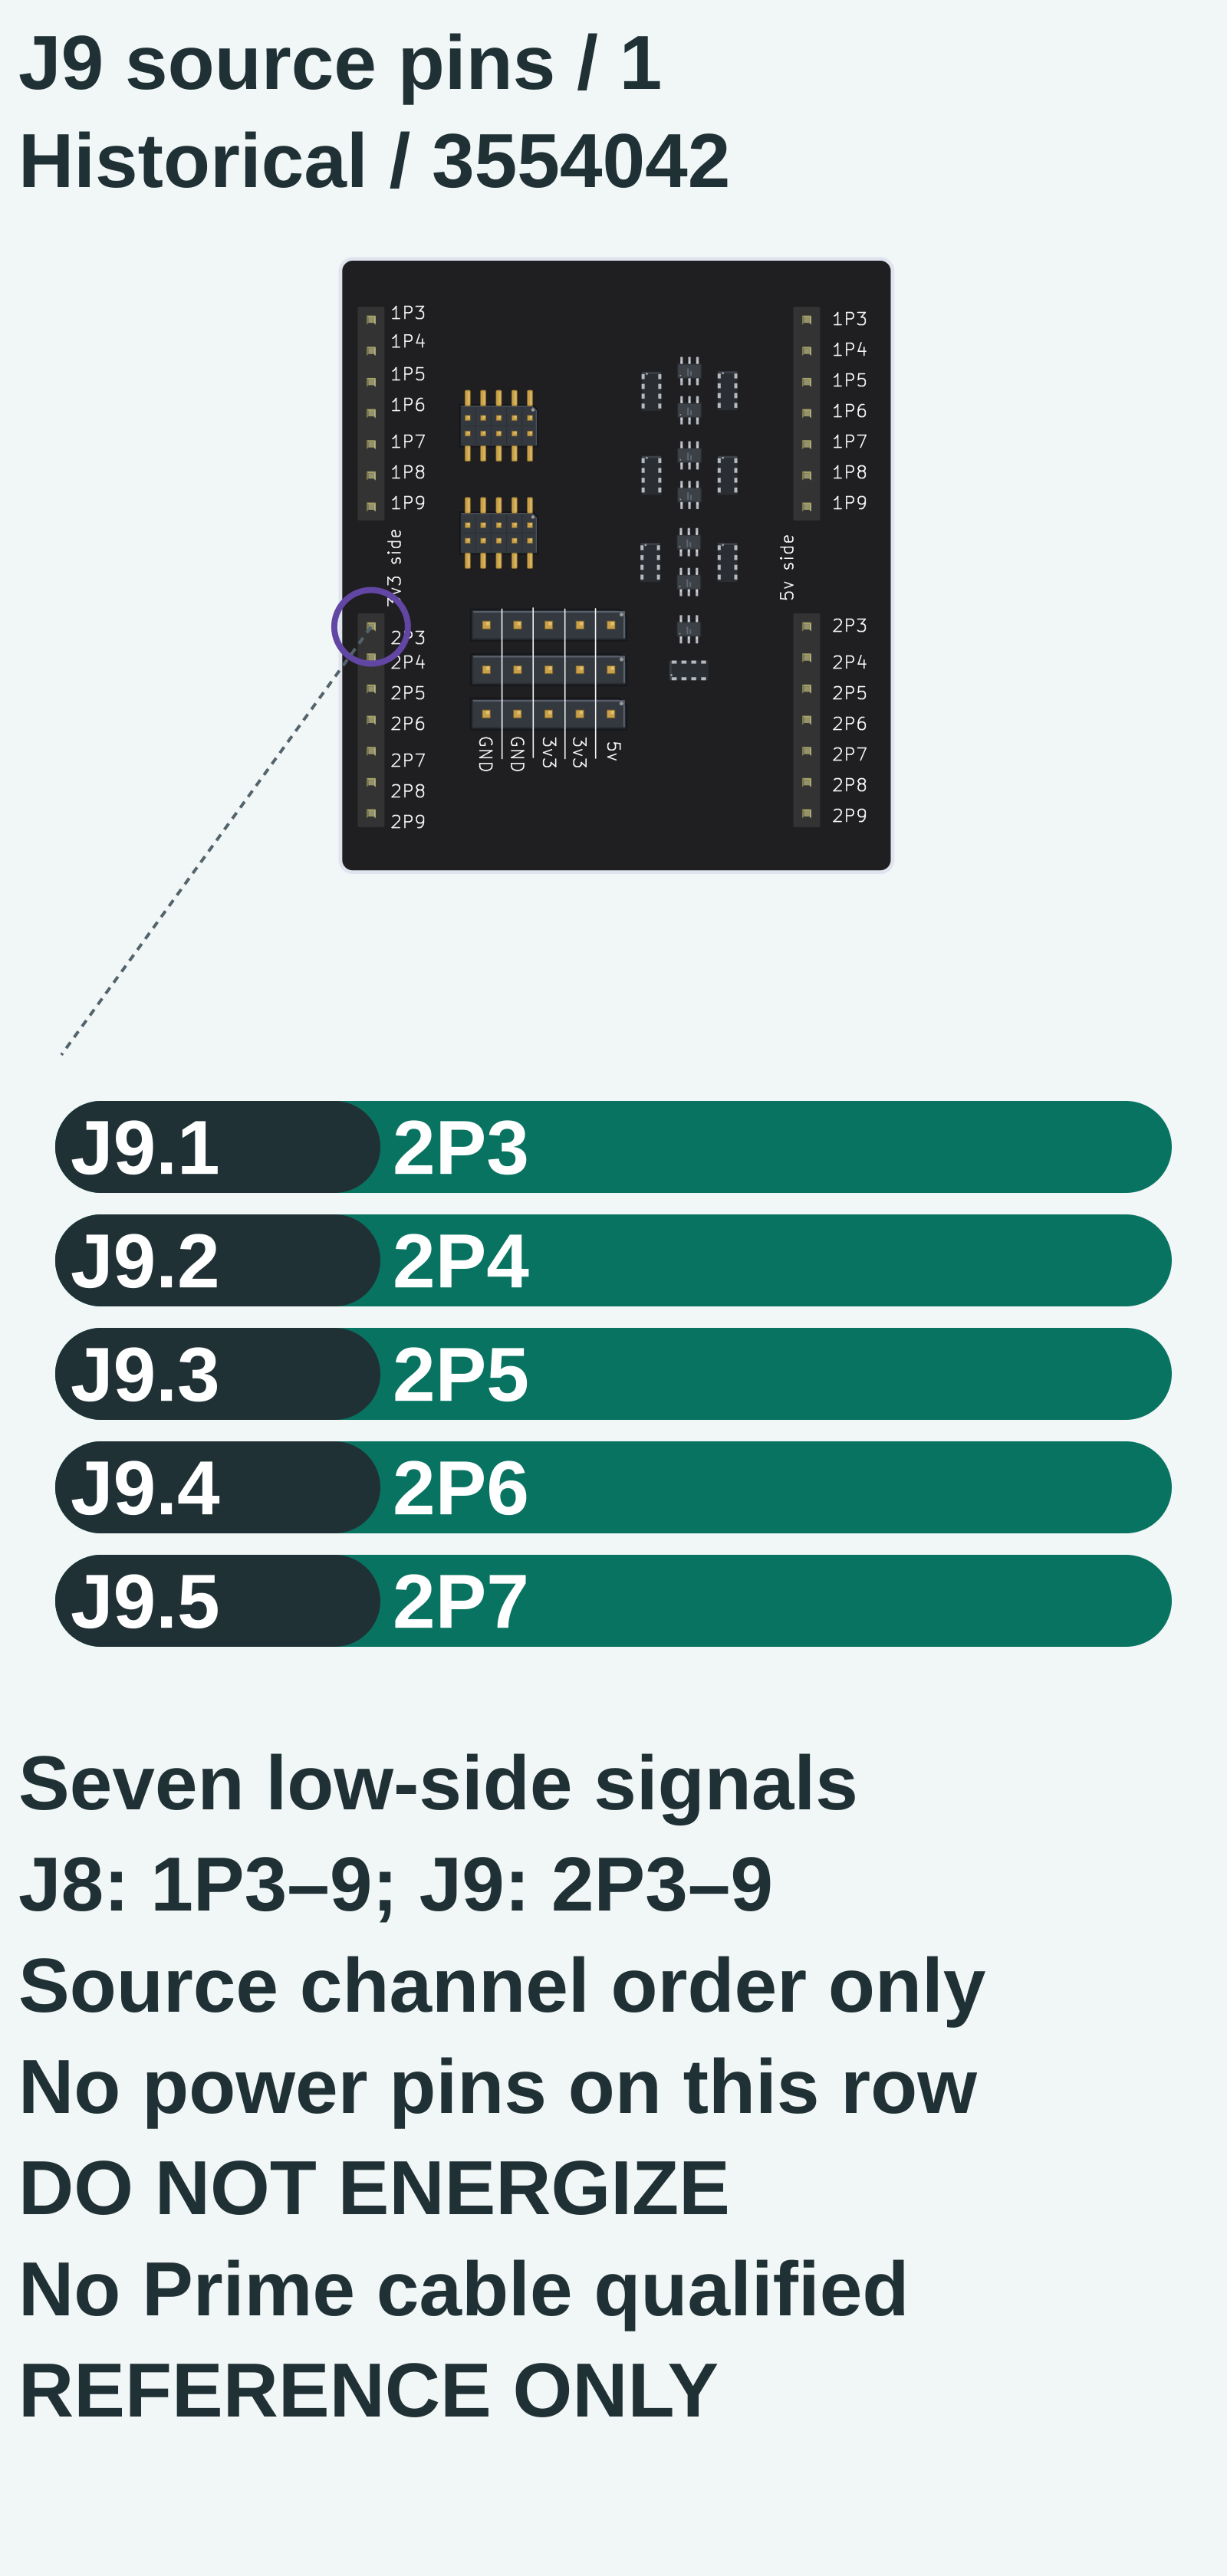 J9 source pins / 1
Historical / 3554042
1P3
1P4
1P5
1P6
1P7
1P8
1P9
3v3 side
2P3
2P4
2P5
2P6
2P7
2P8
2P9
GND
GND
3v3
3v3
5v
1P3
1P4
1P5
1P6
1P7
1P8
1P9
5v side
2P3
2P4
2P5
2P6
2P7
2P8
2P9
J9.1 2P3
J9.2 2P4
J9.3 2P5
J9.4 2P6
J9.5 2P7
Seven low-side signals
J8: 1P3–9; J9: 2P3–9
Source channel order only
No power pins on this row
DO NOT ENERGIZE
No Prime cable qualified
REFERENCE ONLY